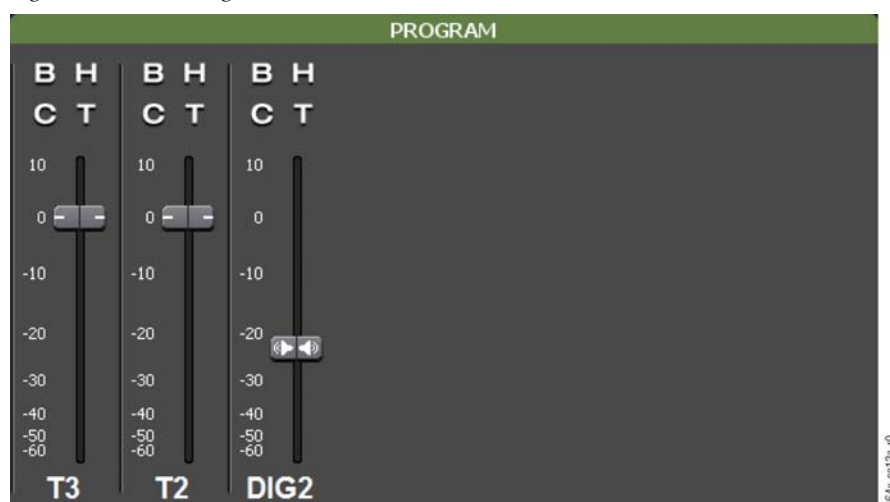 PROGRAM
B H B H B H
C T C T C T
10 10 10
0 0 0
-10 -10 -10
-20 -20 -20
-30 -30 -30
-40 -40 -40
-50 -50 -50
-60 -60 -60
T3 T2 DIG2